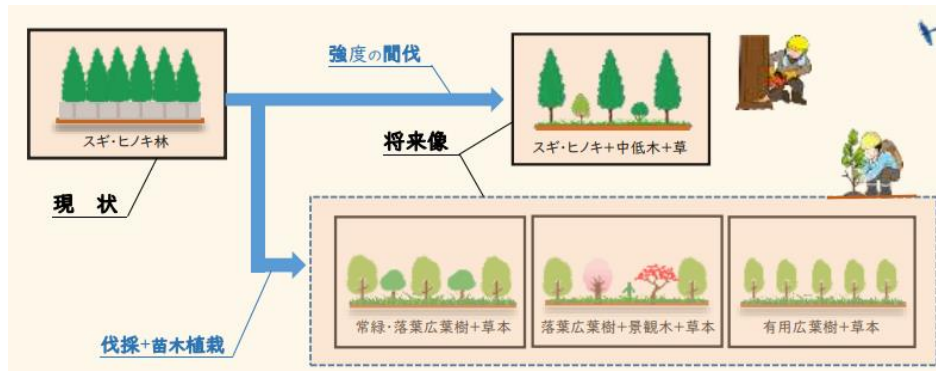 強度の間伐
スギ・ヒノキ林
将来像
スギ・ヒノキ+中低木+草
現 状
常緑・落葉広葉樹+草本
落葉広葉樹+景観木+草本
有用広葉樹+草本
伐採+苗木植栽